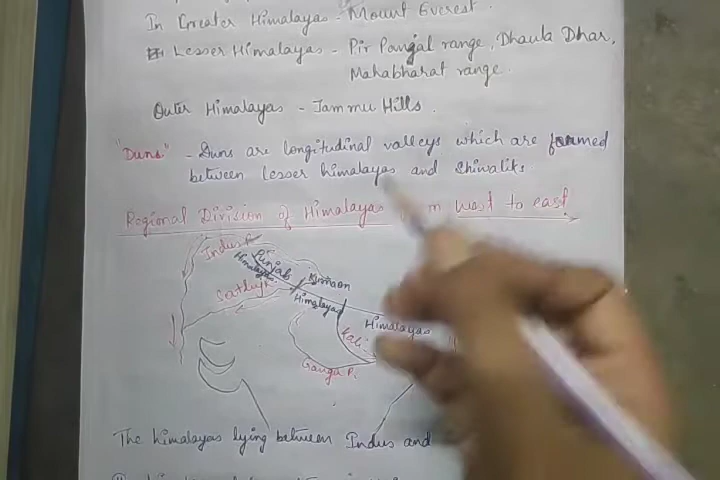 In Greater Himalayas - Mount Everest.
Lesser Himalayas - Pir Panjal range, Dhaula Dhar,
Mahabharat range.
Outer Himalayas - Jammu Hills.
"Duns" - Duns are longitudinal valleys which are formed
between lesser himalayas and Shiwaliks
Regional Division of Himalayas m West to east
Indus R
Punjab
Himalayas
Kumaon
Himalayas
Satluj
Himalayas
Kali
Ganga R.
The himalayas lying between Indus and